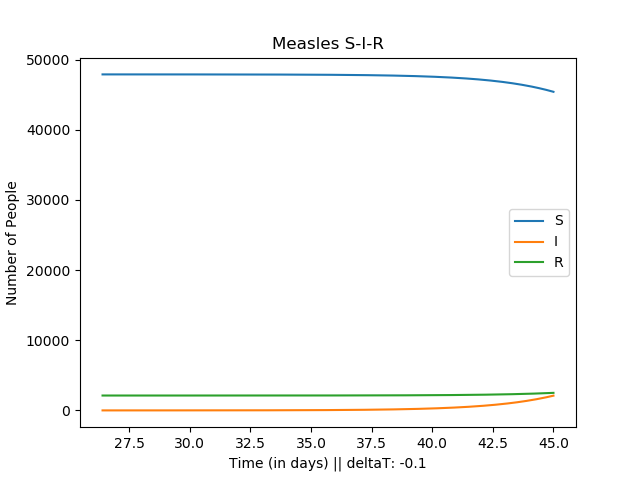 Measles S-I-R
50000
40000
30000
20000
10000
0
Number of People
S
I
R
27.5 30.0 32.5 35.0 37.5 40.0 42.5 45.0
Time (in days) || deltaT: -0.1